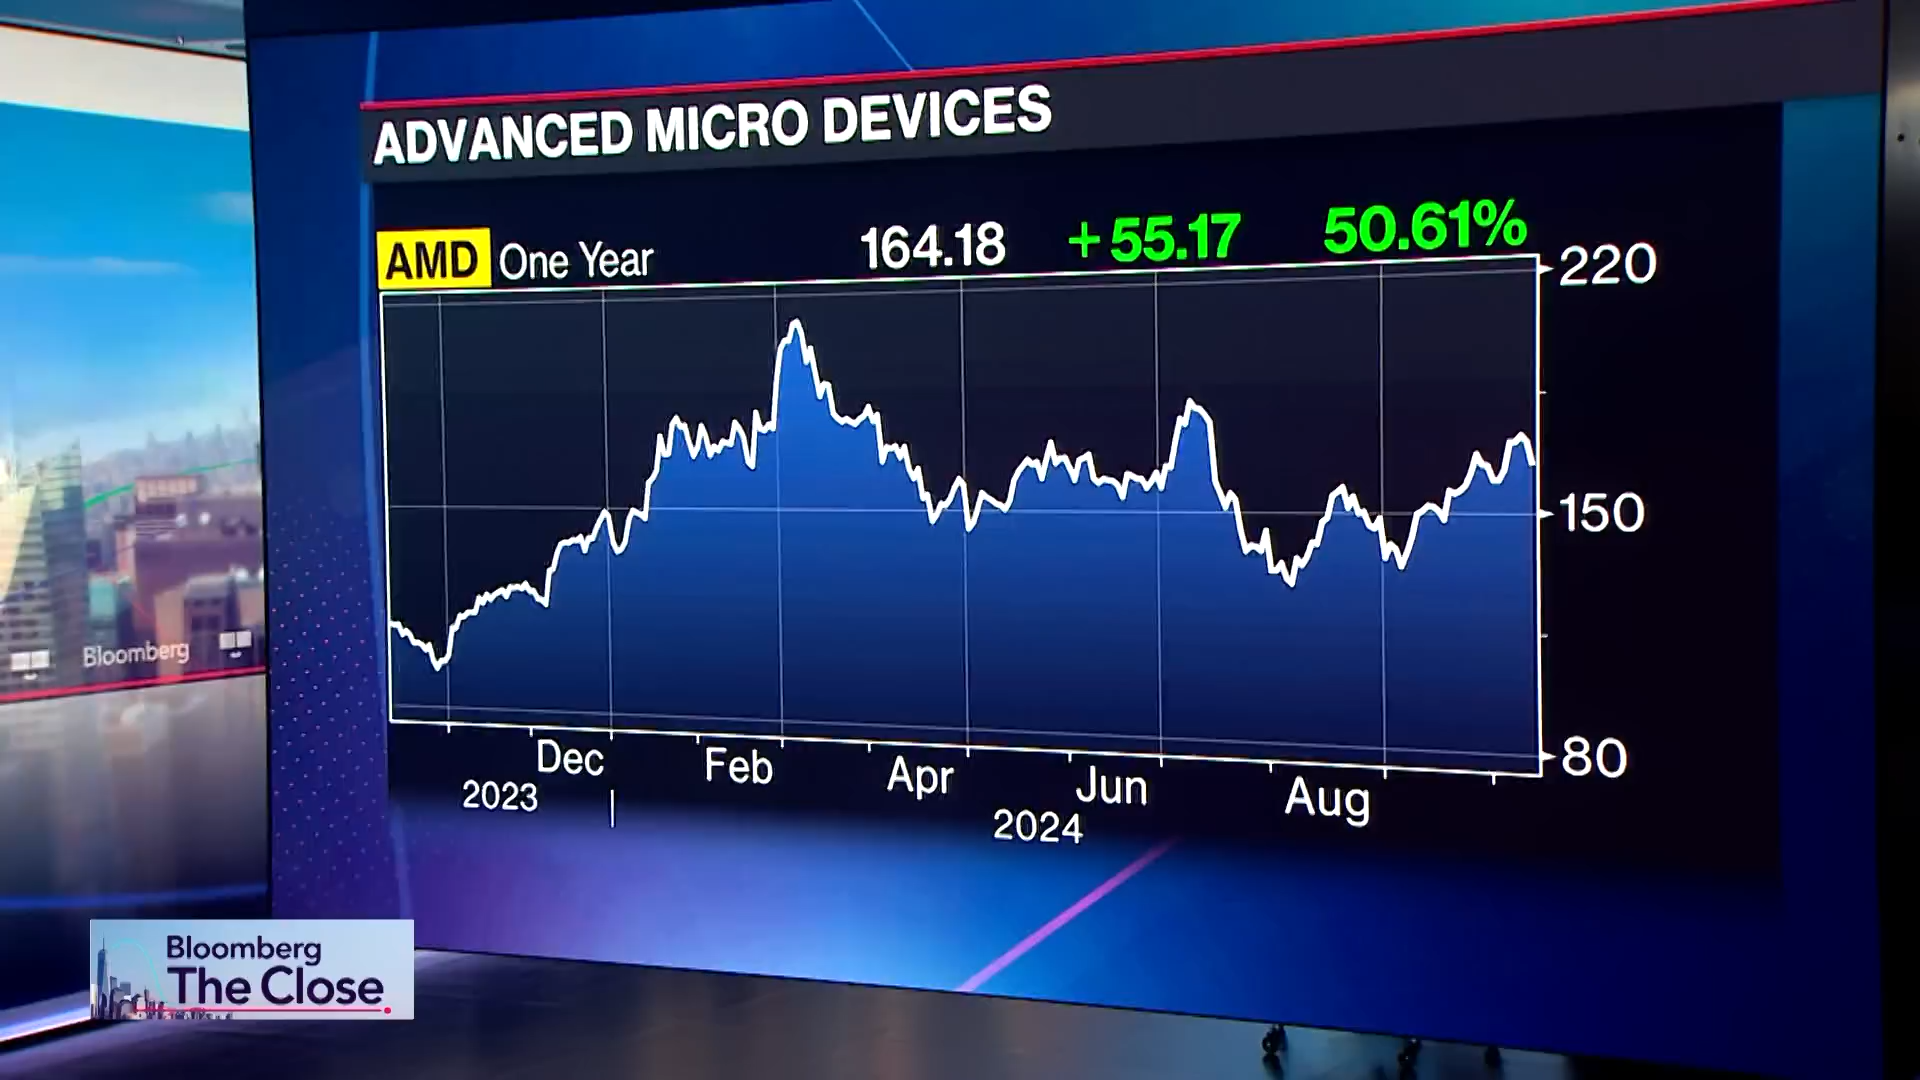 ADVANCED MICRO DEVICES
AMD One Year 164.18 +55.17 50.61%
220
150
80
Dec Feb Apr Jun Aug
2023 2024
Bloomberg
Bloomberg
The Close